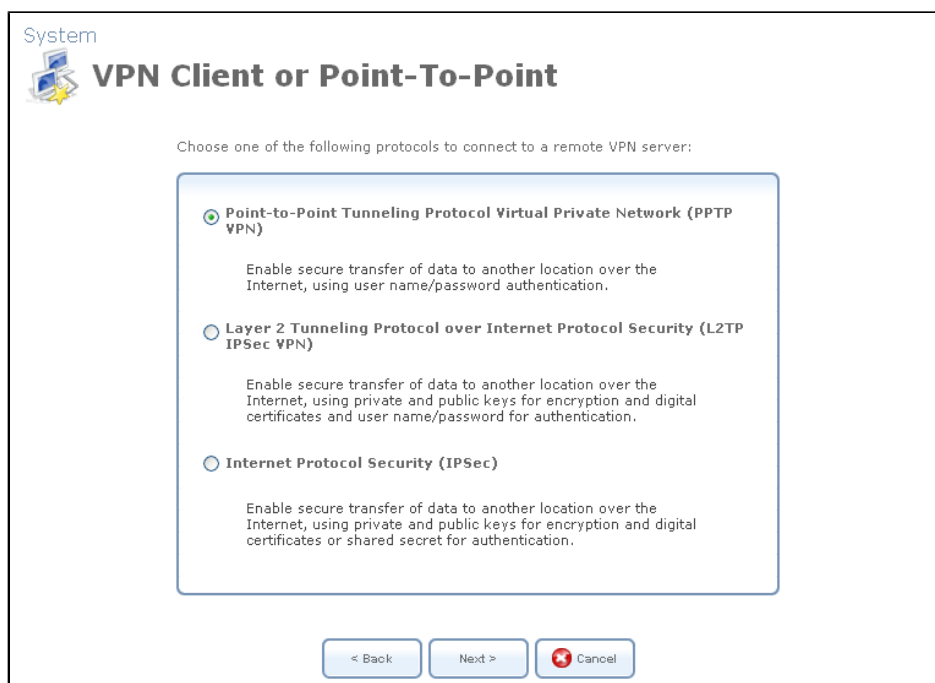 System
VPN Client or Point-To-Point
Choose one of the following protocols to connect to a remote VPN server:
Point-to-Point Tunneling Protocol Virtual Private Network (PPTP
VPN)
Enable secure transfer of data to another location over the
Internet, using user name/password authentication.
Layer 2 Tunneling Protocol over Internet Protocol Security (L2TP
IPSec VPN)
Enable secure transfer of data to another location over the
Internet, using private and public keys for encryption and digital
certificates and user name/password for authentication.
Internet Protocol Security (IPSec)
Enable secure transfer of data to another location over the
Internet, using private and public keys for encryption and digital
certificates or shared secret for authentication.
< Back
Next >
Cancel